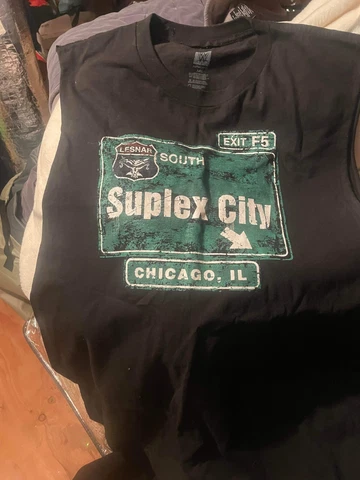 EXIT F5
LESNAR
SOUTH
Suplex City
CHICAGO, IL